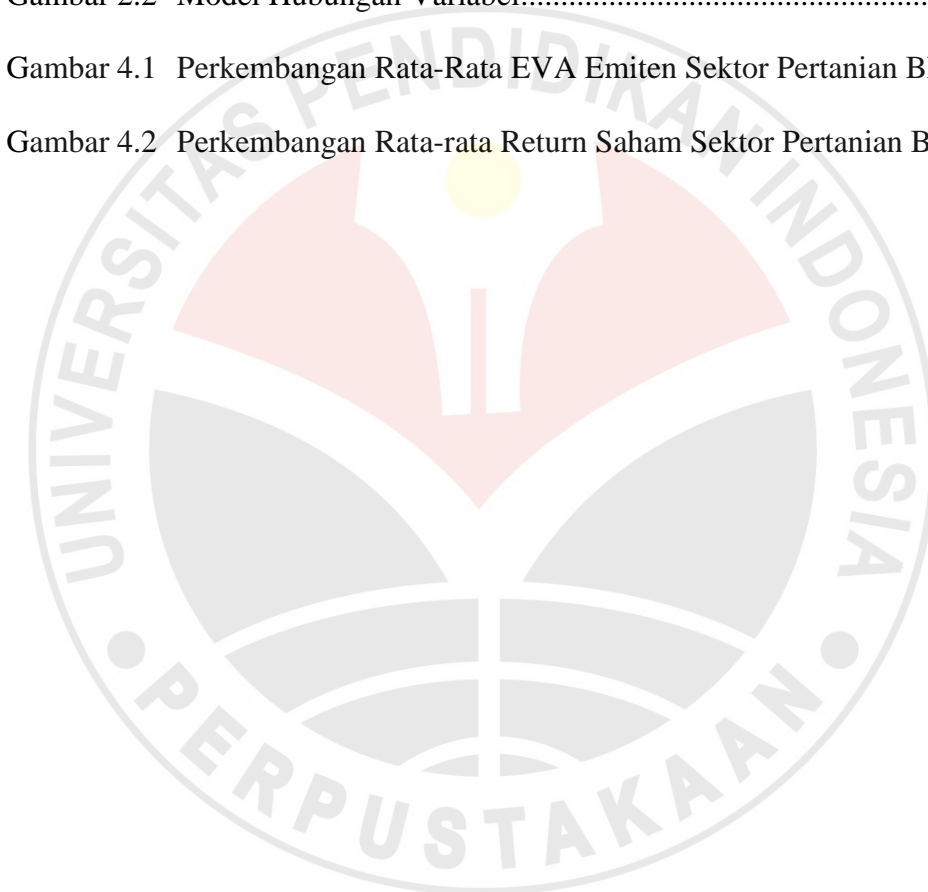 Gambar 2.2 Model Hubungan Variabel..................................................
Gambar 4.1 Perkembangan Rata-Rata EVA Emiten Sektor Pertanian
Gambar 4.2 Perkembangan Rata-rata Return Saham Sektor Pertanian
UNIVERSITAS PENDIDIKAN INDONESIA
PERPUSTAKAAN